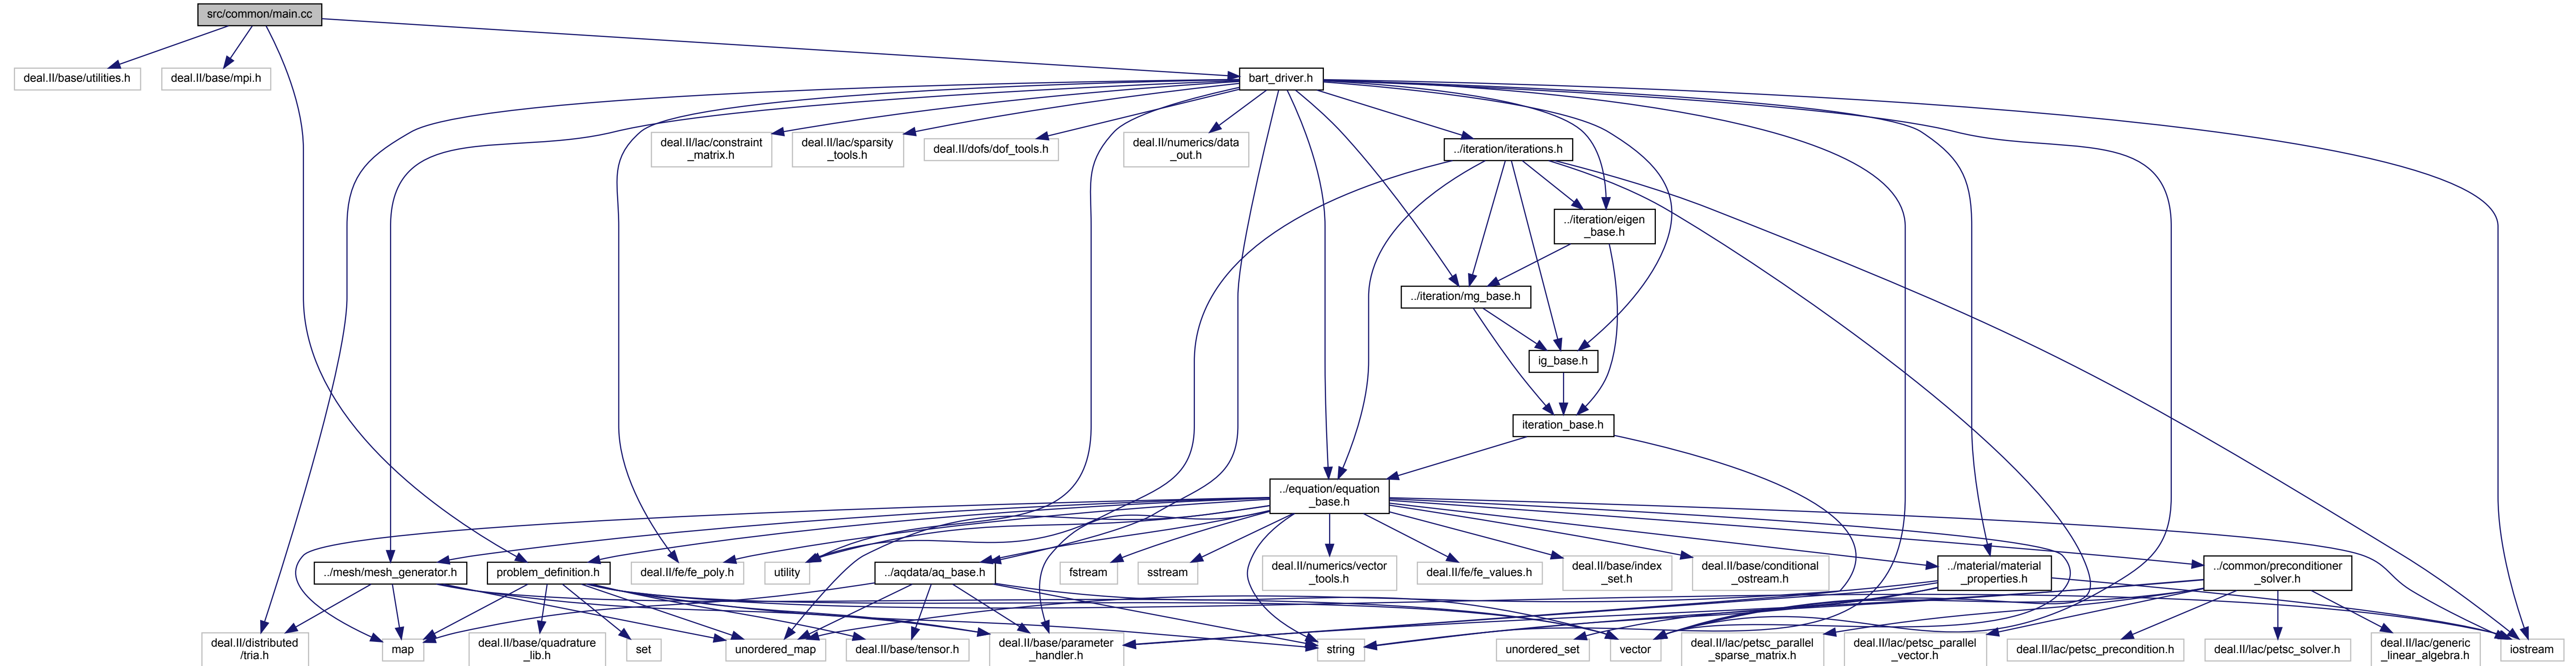 src/common/main.cc
deal.II/base/utilities.h
deal.II/base/mpi.h
bart_driver.h
deal.II/lac/constraint
_matrix.h
deal.II/lac/sparsity
_tools.h
deal.II/dofs/dof_tools.h
deal.II/numerics/data
_out.h
../iteration/iterations.h
../iteration/eigen
_base.h
../iteration/mg_base.h
ig_base.h
iteration_base.h
../equation/equation
_base.h
../mesh/mesh_generator.h
problem_definition.h
deal.II/fe/fe_poly.h
utility
../aqdata/aq_base.h
fstream
sstream
deal.II/numerics/vector
_tools.h
deal.II/fe/fe_values.h
deal.II/base/index
_set.h
deal.II/base/conditional
_ostream.h
../material/material
_properties.h
../common/preconditioner
_solver.h
deal.II/distributed
/tria.h
map
deal.II/base/quadrature
_lib.h
set
unordered_map
deal.II/base/tensor.h
deal.II/base/parameter
_handler.h
string
unordered_set
vector
deal.II/lac/petsc_parallel
_sparse_matrix.h
deal.II/lac/petsc_parallel
_vector.h
deal.II/lac/petsc_precondition.h
deal.II/lac/petsc_solver.h
deal.II/lac/generic
_linear_algebra.h
iostream